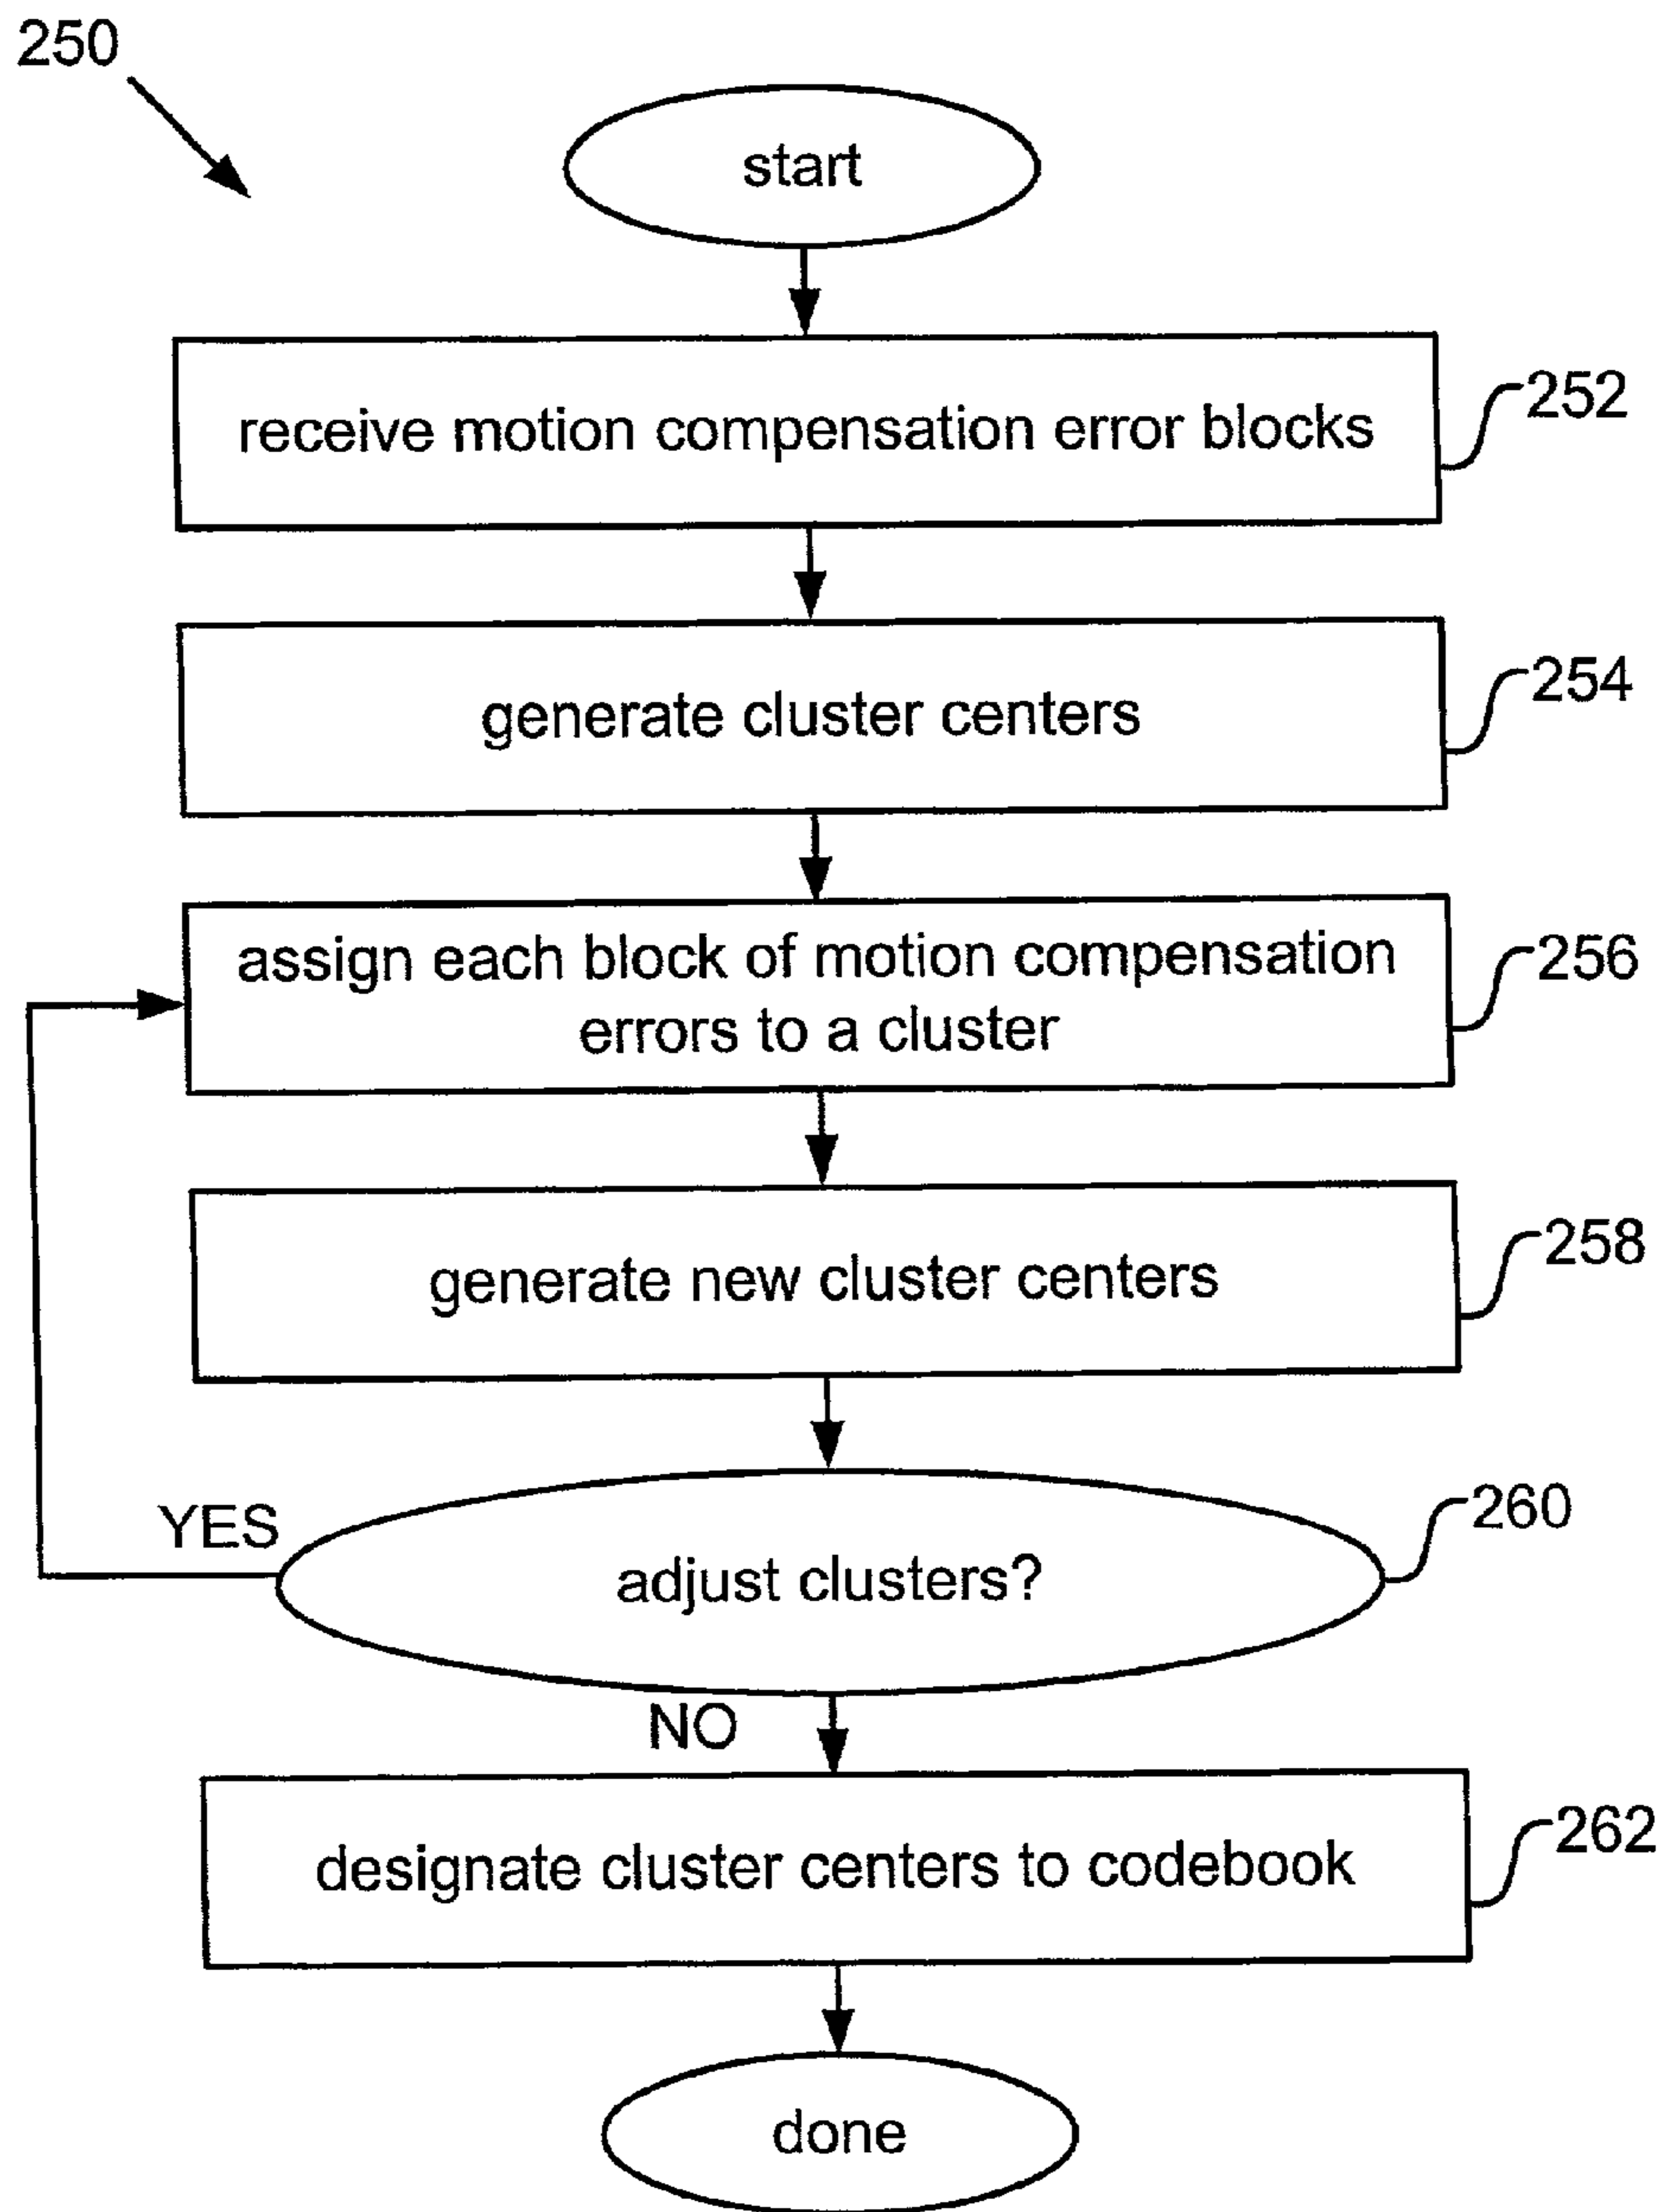 250
start
receive motion compensation error blocks
252
generate cluster centers
254
assign each block of motion compensation
errors to a cluster
256
generate new cluster centers
258
adjust clusters?
260
YES
NO
designate cluster centers to codebook
262
done